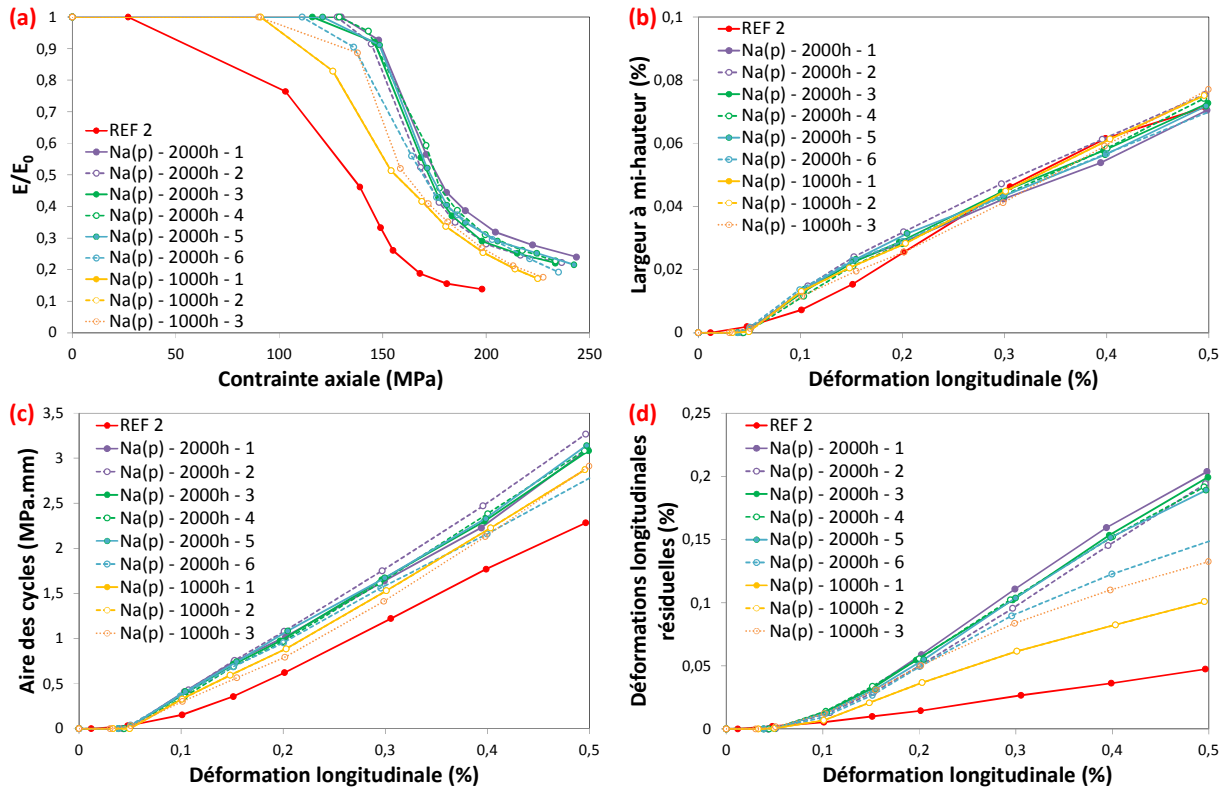 (a)
1
0,9
0,8
0,7
0,6
0,5
0,4
0,3
0,2
0,1
0
E/E0
REF 2
Na(p) - 2000h - 1
Na(p) - 2000h - 2
Na(p) - 2000h - 3
Na(p) - 2000h - 4
Na(p) - 2000h - 5
Na(p) - 2000h - 6
Na(p) - 1000h - 1
Na(p) - 1000h - 2
Na(p) - 1000h - 3
0 50 100 150 200 250
Contrainte axiale (MPa)
(b)
0,1
0,08
0,06
0,04
0,02
0
Largeur à mi-hauteur (%)
REF 2
Na(p) - 2000h - 1
Na(p) - 2000h - 2
Na(p) - 2000h - 3
Na(p) - 2000h - 4
Na(p) - 2000h - 5
Na(p) - 2000h - 6
Na(p) - 1000h - 1
Na(p) - 1000h - 2
Na(p) - 1000h - 3
0 0,1 0,2 0,3 0,4 0,5
Déformation longitudinale (%)
(c)
3,5
3
2,5
2
1,5
1
0,5
0
Aire des cycles (MPa.mm)
REF 2
Na(p) - 2000h - 1
Na(p) - 2000h - 2
Na(p) - 2000h - 3
Na(p) - 2000h - 4
Na(p) - 2000h - 5
Na(p) - 2000h - 6
Na(p) - 1000h - 1
Na(p) - 1000h - 2
Na(p) - 1000h - 3
0 0,1 0,2 0,3 0,4 0,5
Déformation longitudinale (%)
(d)
0,25
0,2
0,15
0,1
0,05
0
Déformations longitudinales
résiduelles (%)
REF 2
Na(p) - 2000h - 1
Na(p) - 2000h - 2
Na(p) - 2000h - 3
Na(p) - 2000h - 4
Na(p) - 2000h - 5
Na(p) - 2000h - 6
Na(p) - 1000h - 1
Na(p) - 1000h - 2
Na(p) - 1000h - 3
0 0,1 0,2 0,3 0,4 0,5
Déformation longitudinale (%)